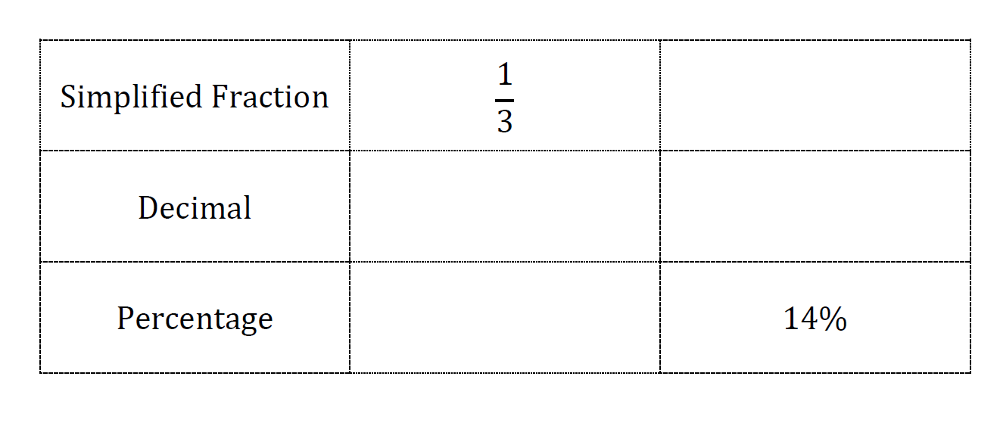 Simplified Fraction
1
3
Decimal
Percentage
14%